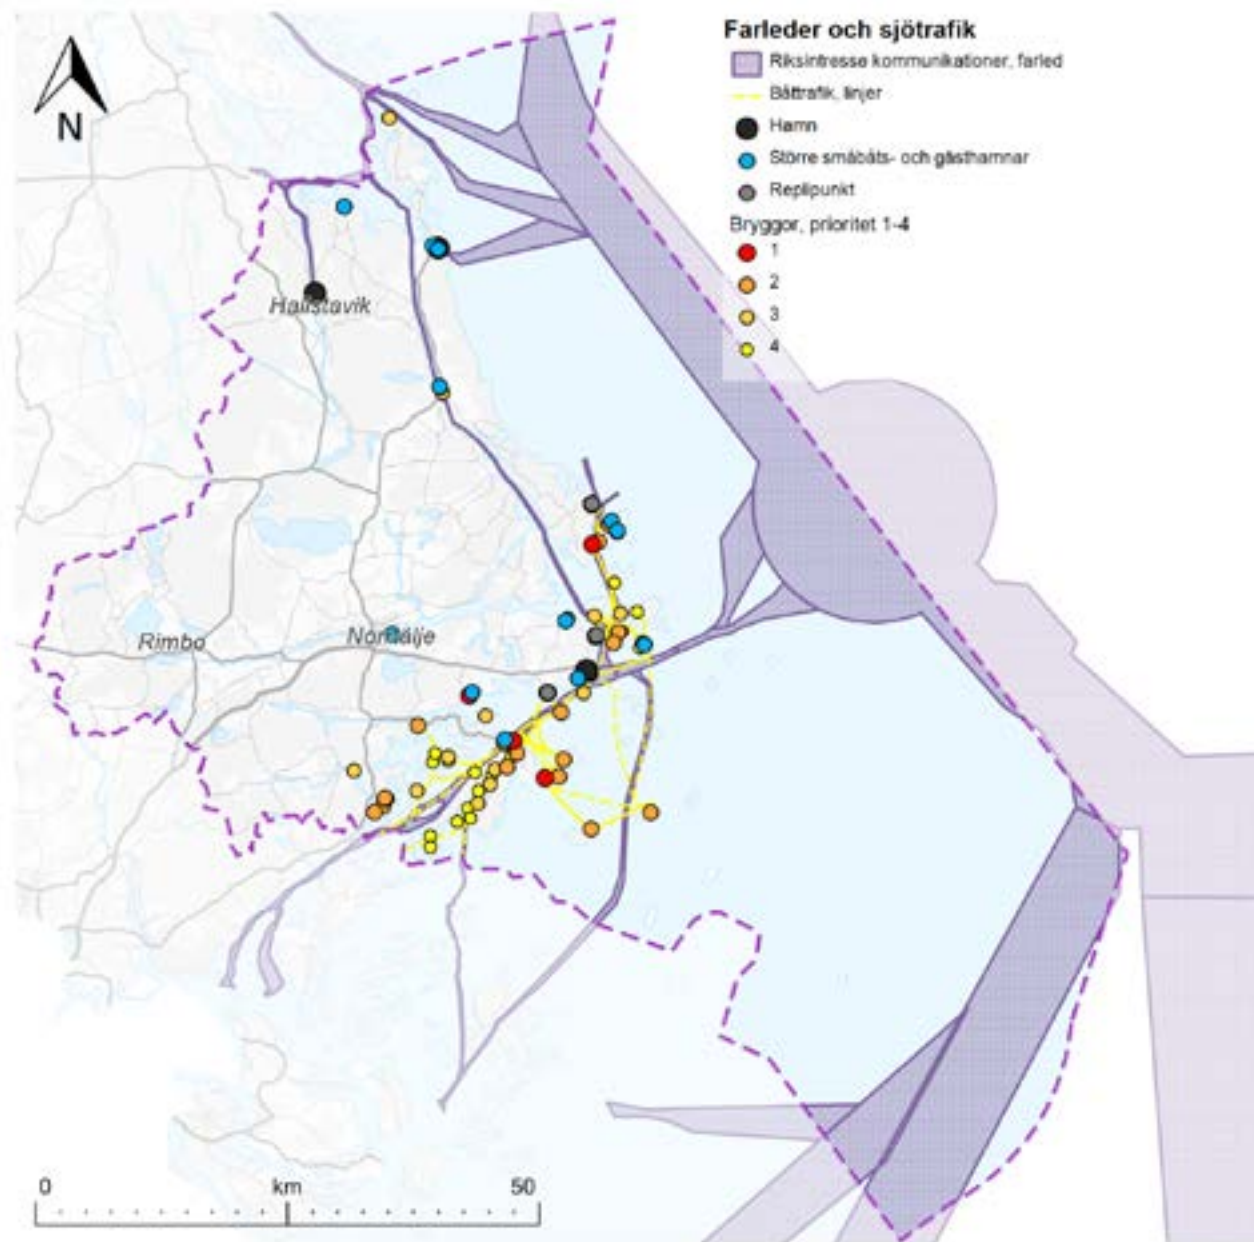 Farleder och sjötrafik
Riksintresse kommunikationer, farled
Båttrafik, linjer
Hamn
Större småbåts- och gästhamnar
Replipunkt
Bryggor, prioritet 1-4
1
2
3
4
N
Hallstavik
Rimbo
Norrtälje
0 km 50